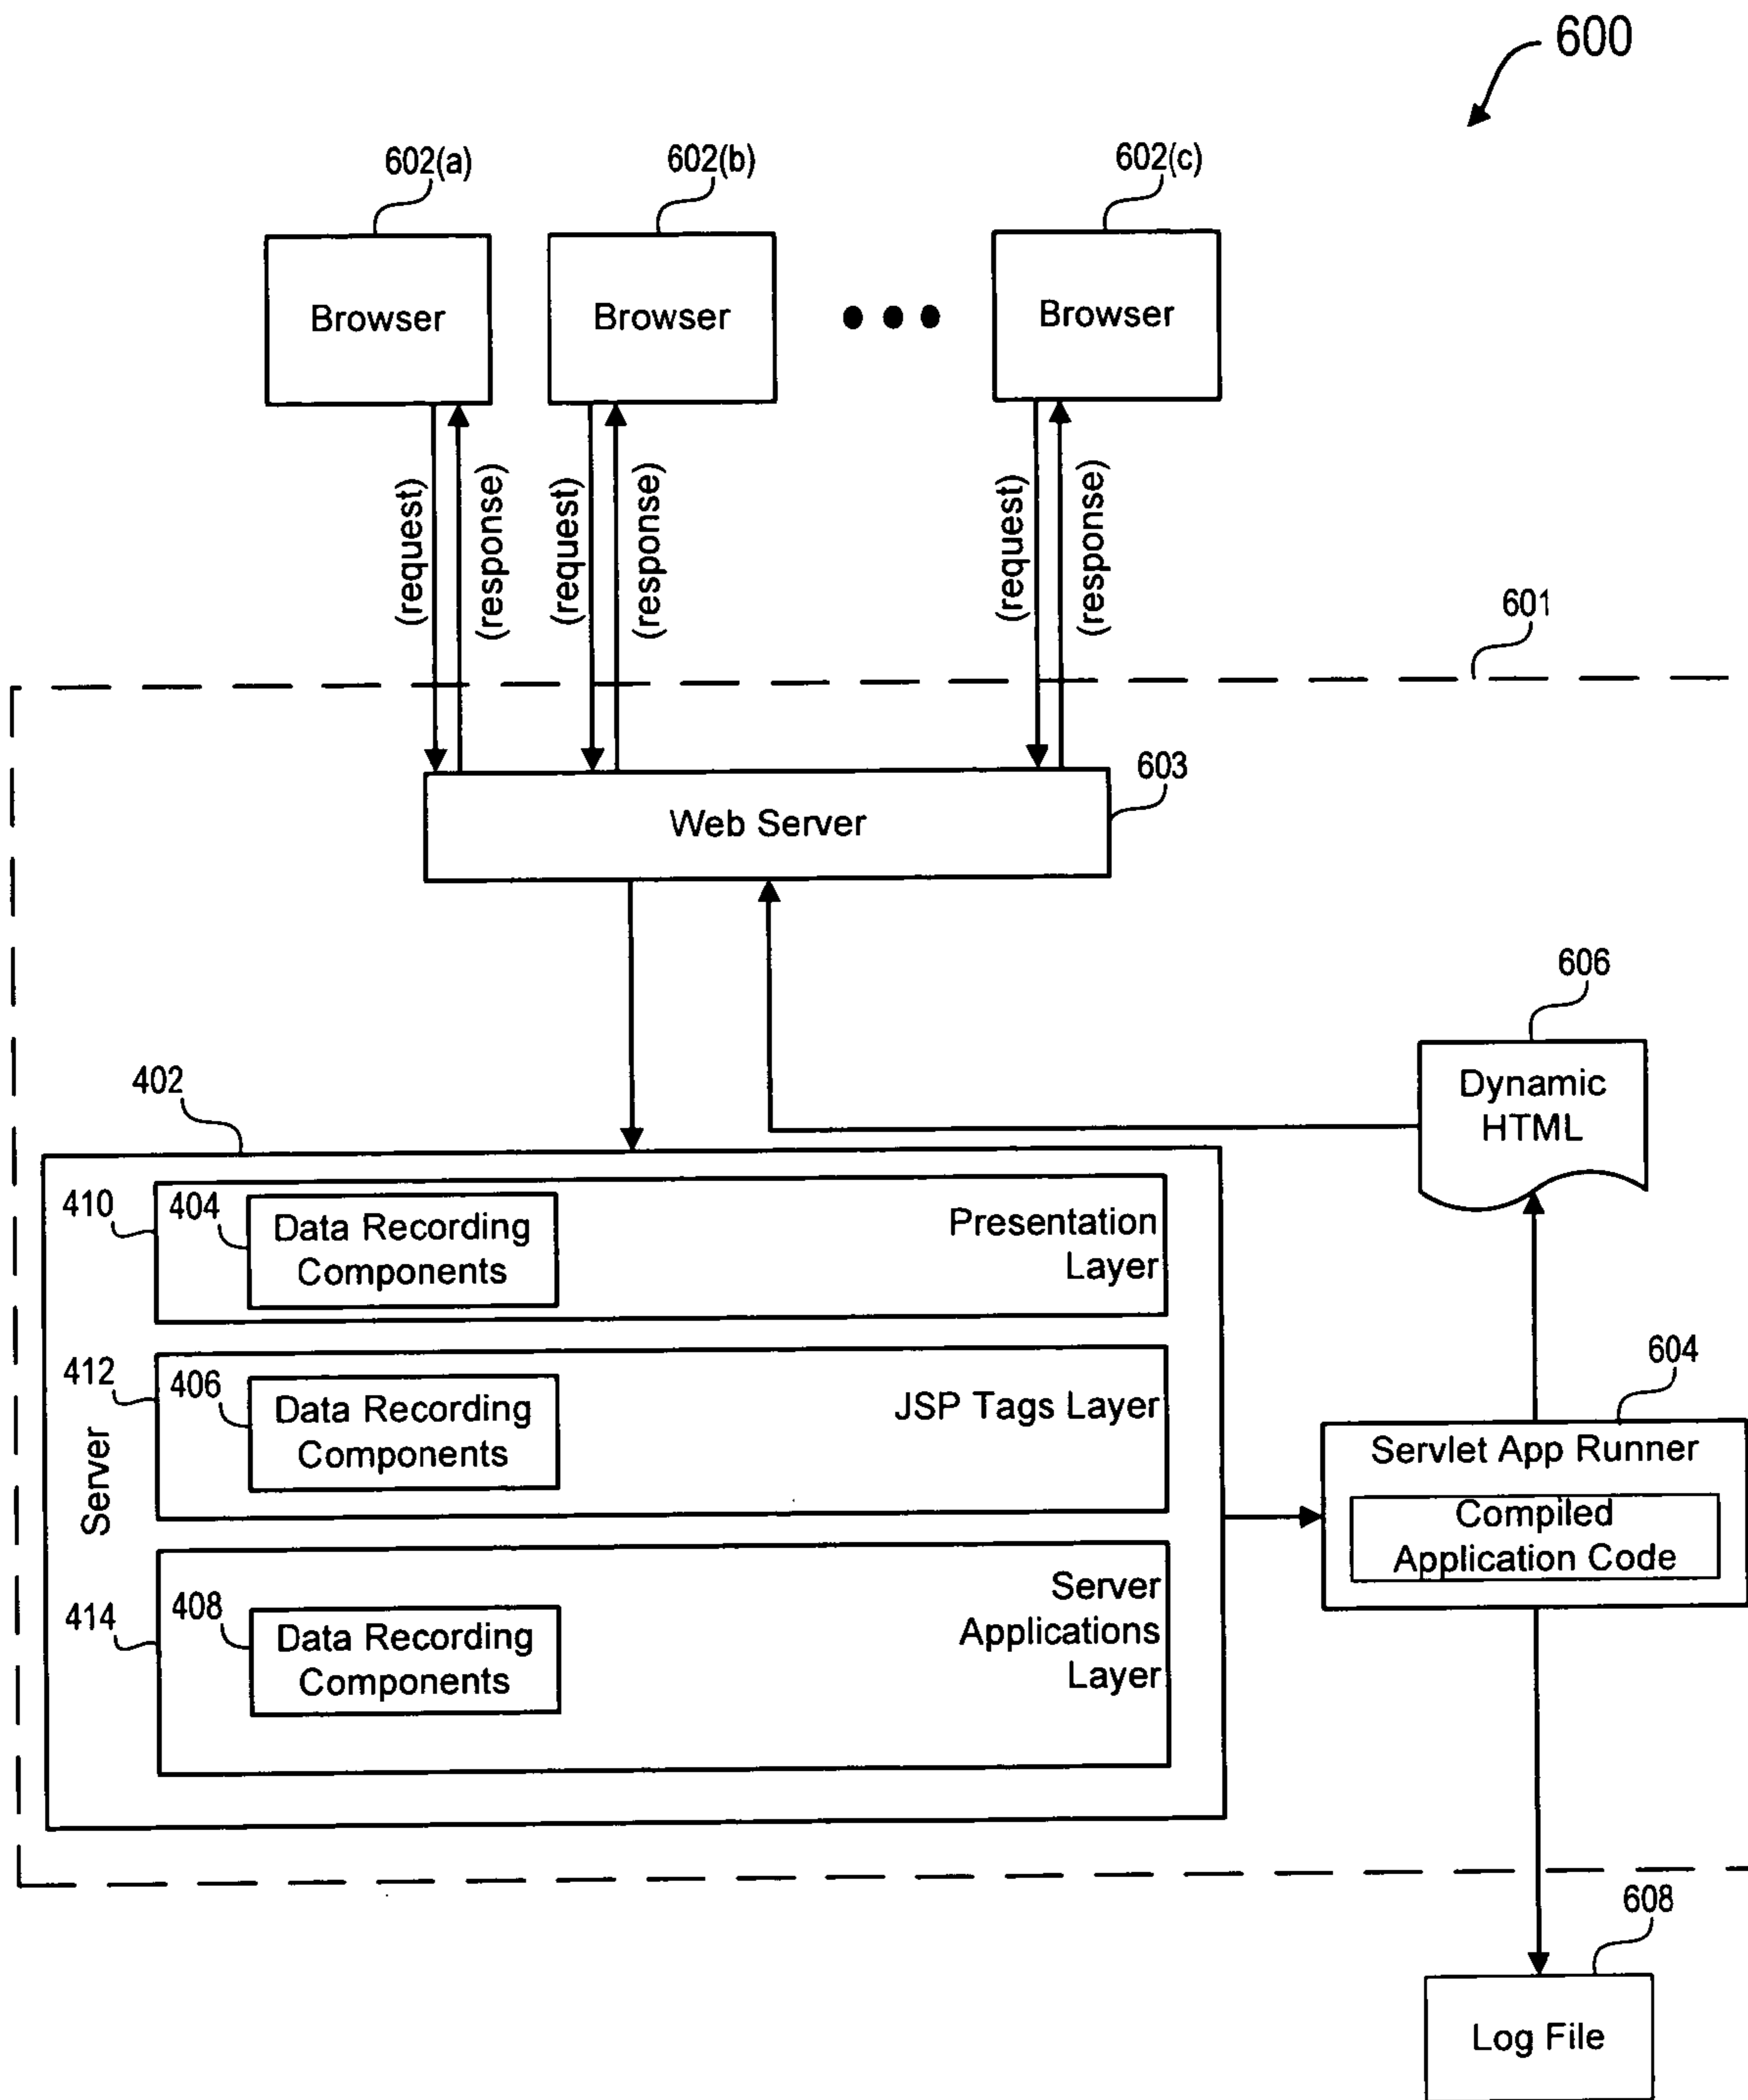 600
602(a)
602(b)
602(c)
Browser
Browser
Browser
(request)
(response)
(request)
(response)
(request)
(response)
601
603
Web Server
606
Dynamic
HTML
402
410
404
Data Recording
Components
Presentation
Layer
412
406
Data Recording
Components
JSP Tags Layer
Server
604
Servlet App Runner
Compiled
Application Code
414
408
Data Recording
Components
Server
Applications
Layer
608
Log File